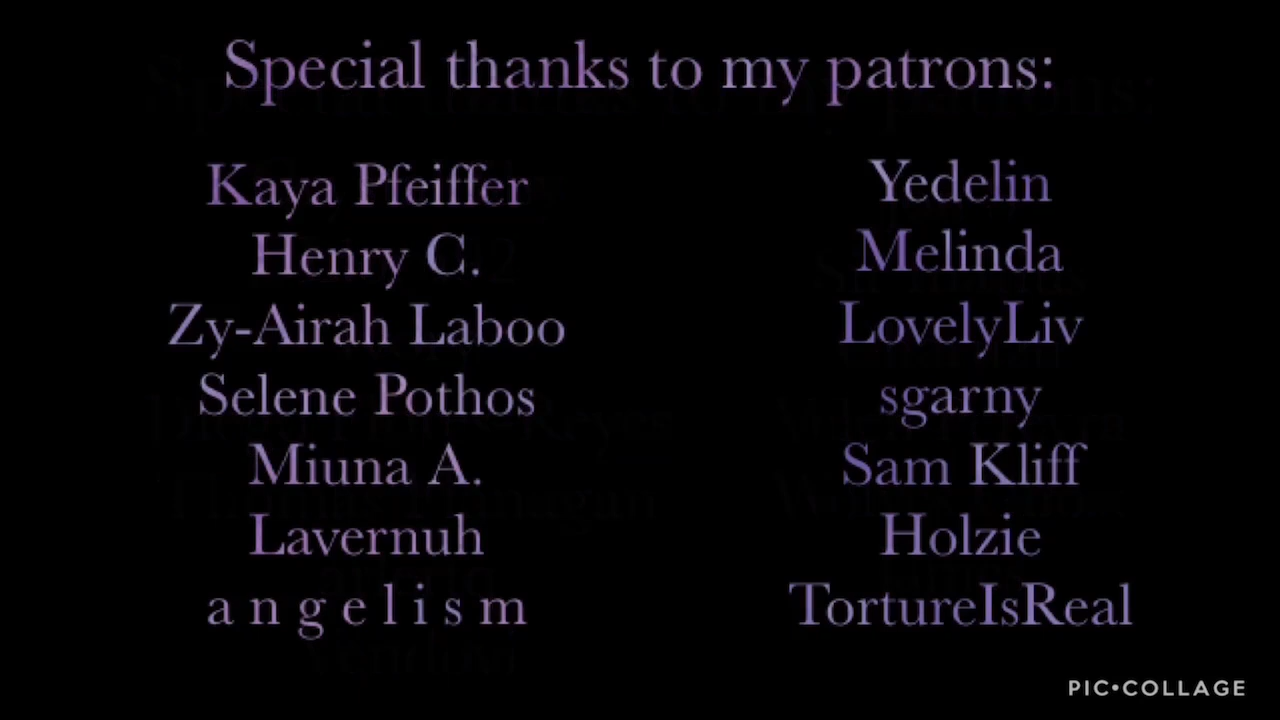 Special thanks to my patrons:
Kaya Pfeiffer
Henry C.
Zy-Airah Laboo
Selene Pothos
Miuna A.
Lavernuh
a n g e l i s m
Yedelin
Melinda
LovelyLiv
sgarny
Sam Kliff
Holzie
TortureIsReal
PIC•COLLAGE